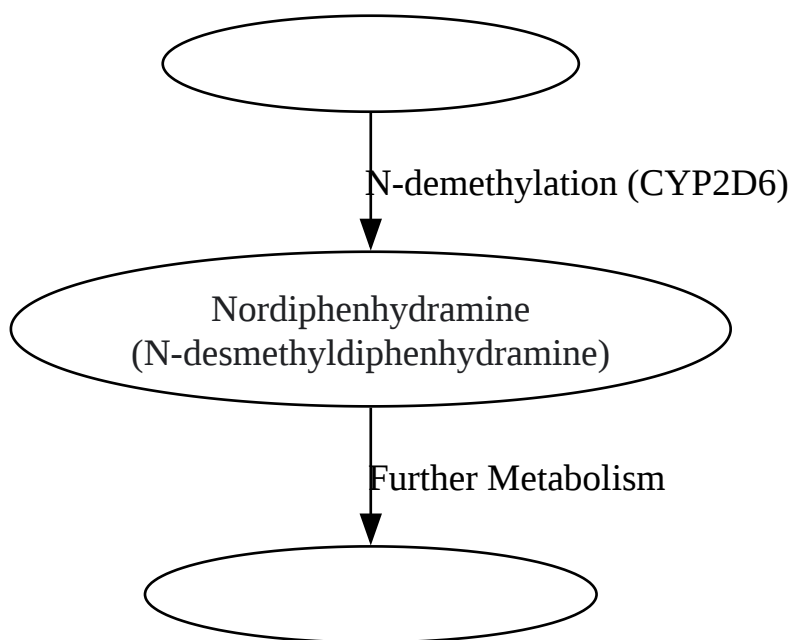 N-demethylation (CYP2D6)
Nordiphenhydramine
(N-desmethyldiphenhydramine)
Further Metabolism